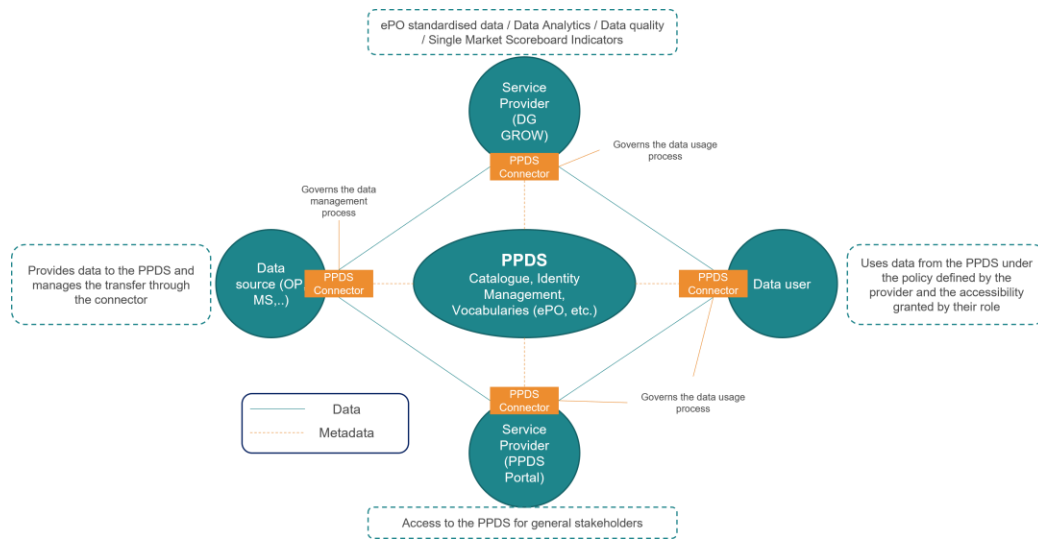 ePO standardised data / Data Analytics / Data quality
/ Single Market Scoreboard Indicators
Service
Provider
(DG
GROW)
PPDS
Connector
Governs the data usage
process
Governs the data
management
process
Provides data to the PPDS and
manages the transfer through
the connector
Data
source (OP
MS,..)
PPDS
Connector
PPDS
Catalogue, Identity
Management,
Vocabularies (ePO, etc.)
PPDS
Connector
Data user
Uses data from the PPDS under
the policy defined by the
provider and the accessibility
granted by their role
PPDS
Connector
Governs the data usage
process
Service
Provider
(PPDS
Portal)
Data
Metadata
Access to the PPDS for general stakeholders